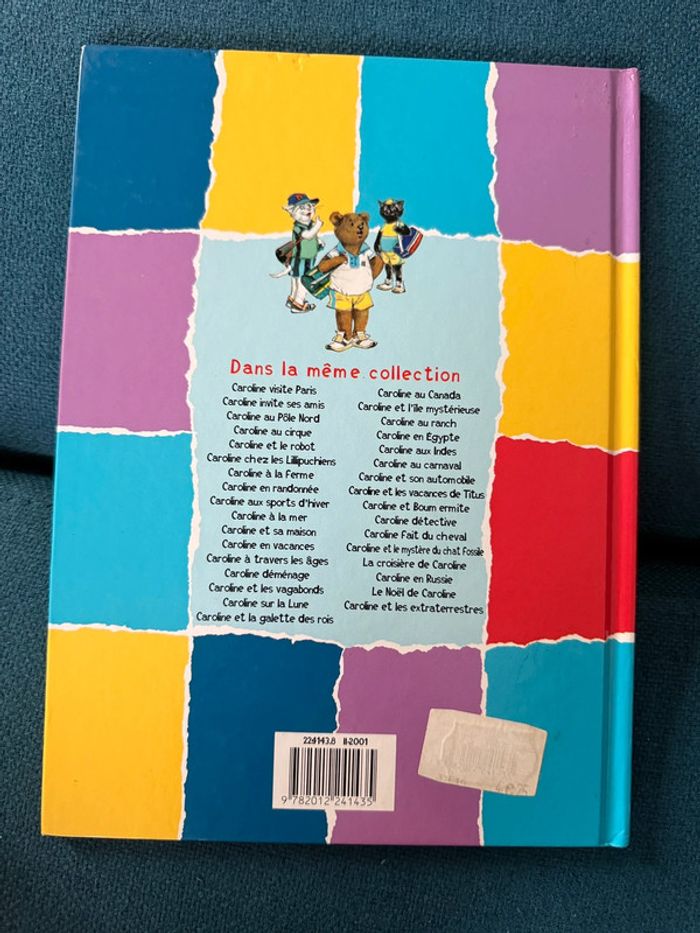 Dans la même collection
Caroline visite Paris
Caroline invite ses amis
Caroline au Pôle Nord
Caroline au cirque
Caroline et le robot
Caroline chez les Lillipuchiens
Caroline à la Ferme
Caroline en randonnée
Caroline aux sports d'hiver
Caroline à la mer
Caroline et sa maison
Caroline en vacances
Caroline à travers les âges
Caroline déménage
Caroline et les vagabonds
Caroline sur la Lune
Caroline et la galette des rois
Caroline au Canada
Caroline et l'île mystérieuse
Caroline au ranch
Caroline en Égypte
Caroline aux Indes
Caroline au carnaval
Caroline et son automobile
Caroline et les vacances de Titus
Caroline et Boum ermite
Caroline détective
Caroline fait du cheval
Caroline et le mystère du chat Fossile
La croisière de Caroline
Caroline en Russie
Le Noël de Caroline
Caroline et les extraterrestres
224143.8 II-2001
9 782012 241435